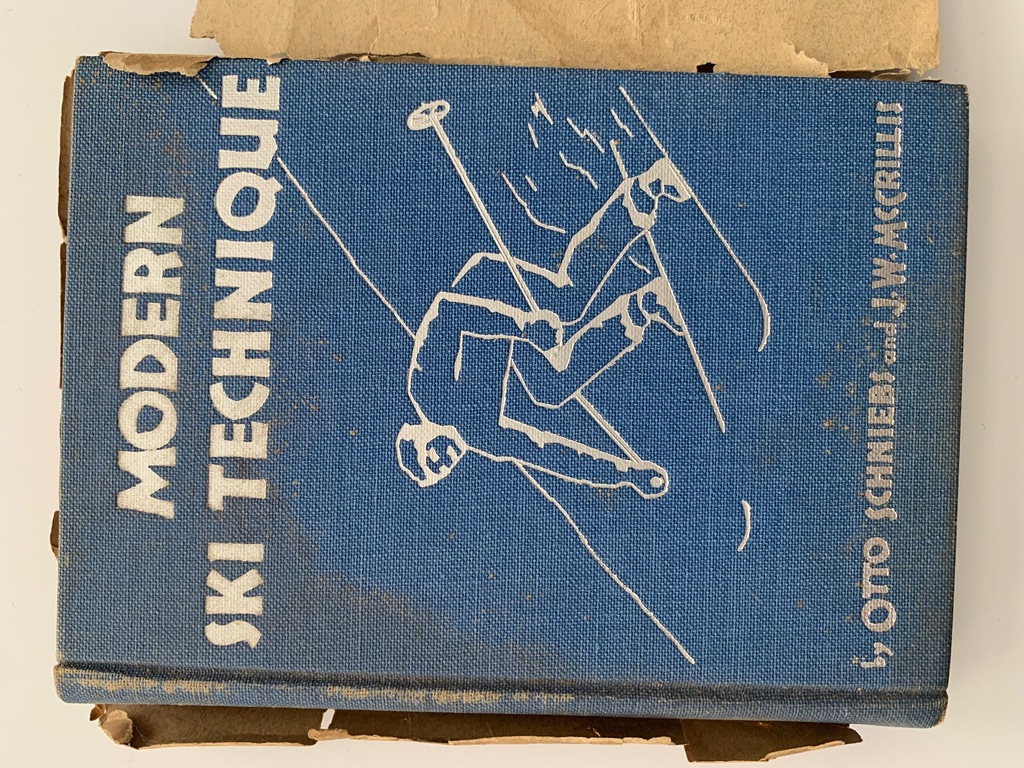 MODERN
SKI TECHNIQUE
by OTTO SCHNIEBS and J.W. MCCRILLIS